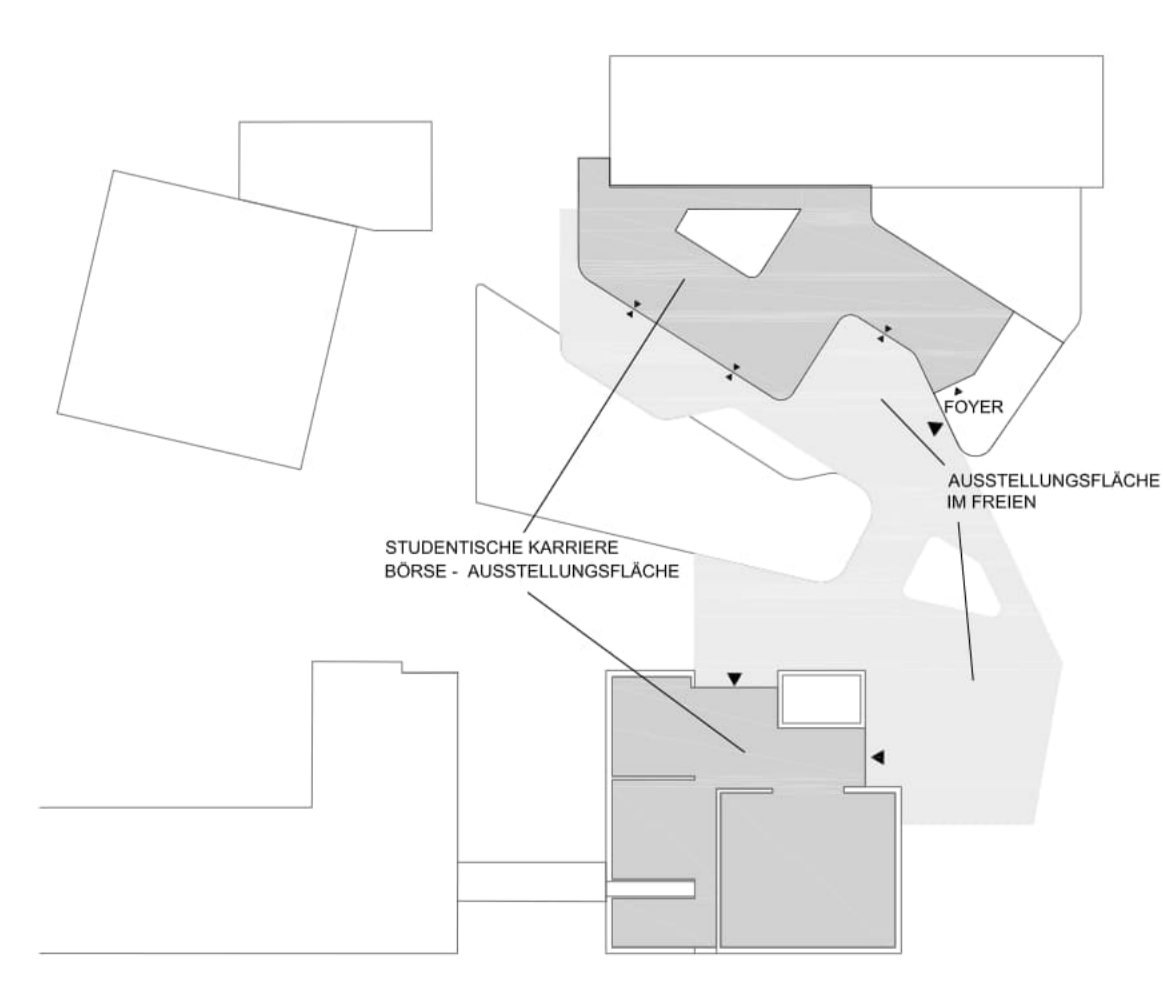 FOYER
AUSSTELLUNGSFLÄCHE
IM FREIEN
STUDENTISCHE KARRIERE
BÖRSE - AUSSTELLUNGSFLÄCHE